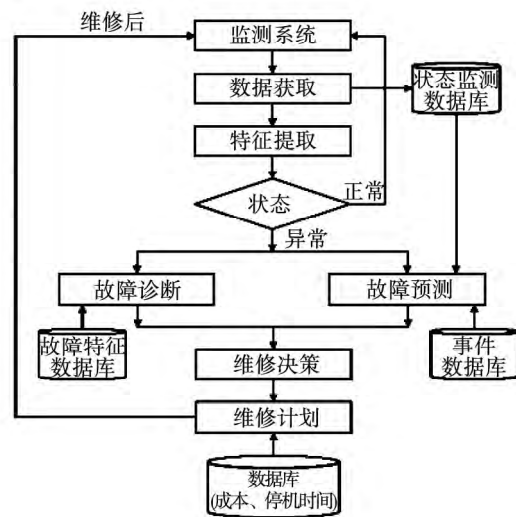 维修后
监测系统
数据获取
状态监测
数据库
特征提取
正常
状态
异常
故障诊断
故障预测
故障特征
数据库
事件
数据库
维修决策
维修计划
数据库
(成本、停机时间)